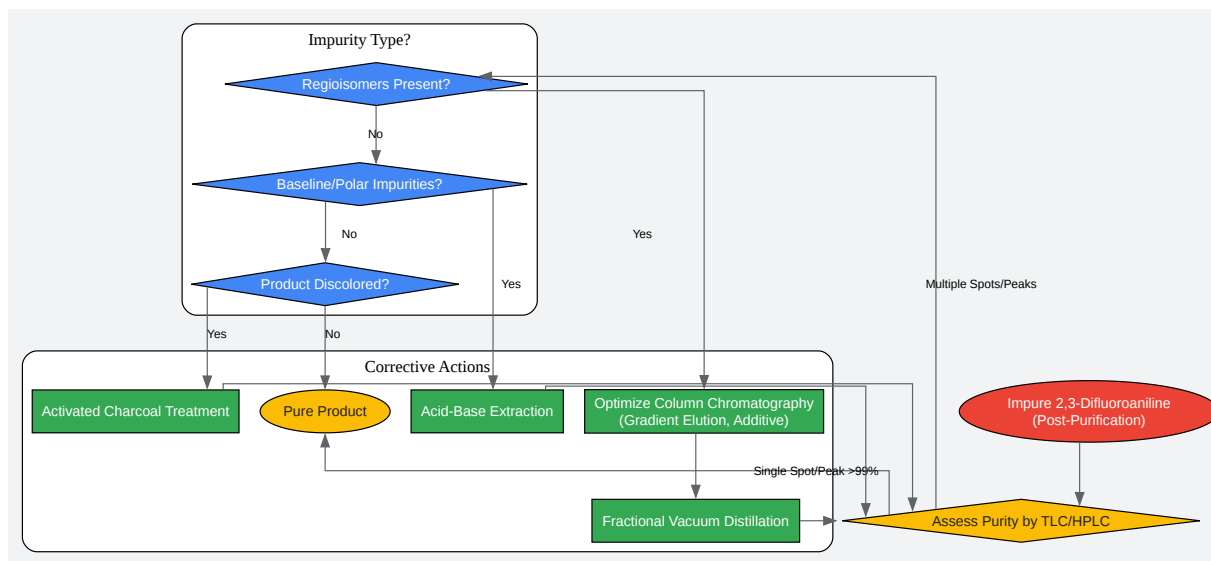 Impurity Type?
Regioisomers Present?
No
Baseline/Polar Impurities?
No
Yes
Product Discolored?
Yes
Multiple Spots/Peaks
Yes
No
Corrective Actions
Activated Charcoal Treatment
Pure Product
Acid-Base Extraction
Optimize Column Chromatography
(Gradient Elution, Additive)
Impure 2,3-Difluoroaniline
(Post-Purification)
Single Spot/Peak >99%
Fractional Vacuum Distillation
Assess Purity by TLC/HPLC